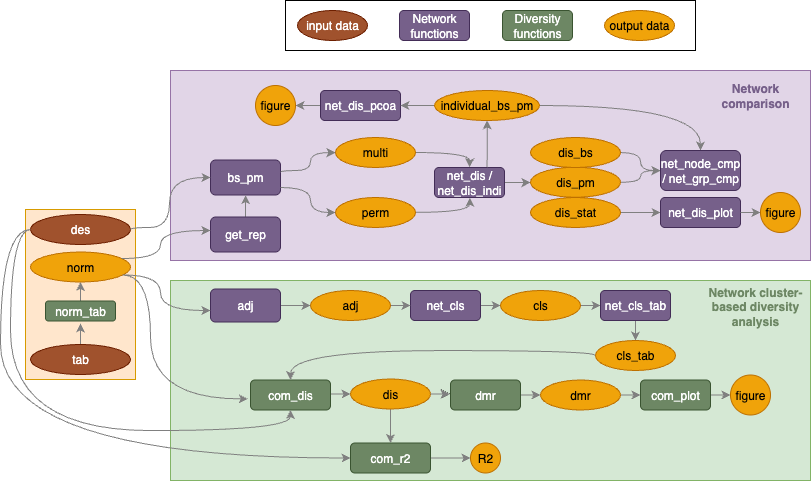 input data
Network
functions
Diversity
functions
output data
Network
comparison
figure
net_dis_pcoa
individual_bs_pm
multi
dis_bs
bs_pm
net_dis /
net_dis_indi
dis_pm
net_node_cmp
/ net_grp_cmp
perm
dis_stat
net_dis_plot
figure
des
get_rep
norm
norm_tab
tab
Network cluster-
based diversity
analysis
adj
adj
net_cls
cls
net_cls_tab
cls_tab
com_dis
dis
dmr
dmr
com_plot
figure
com_r2
R2